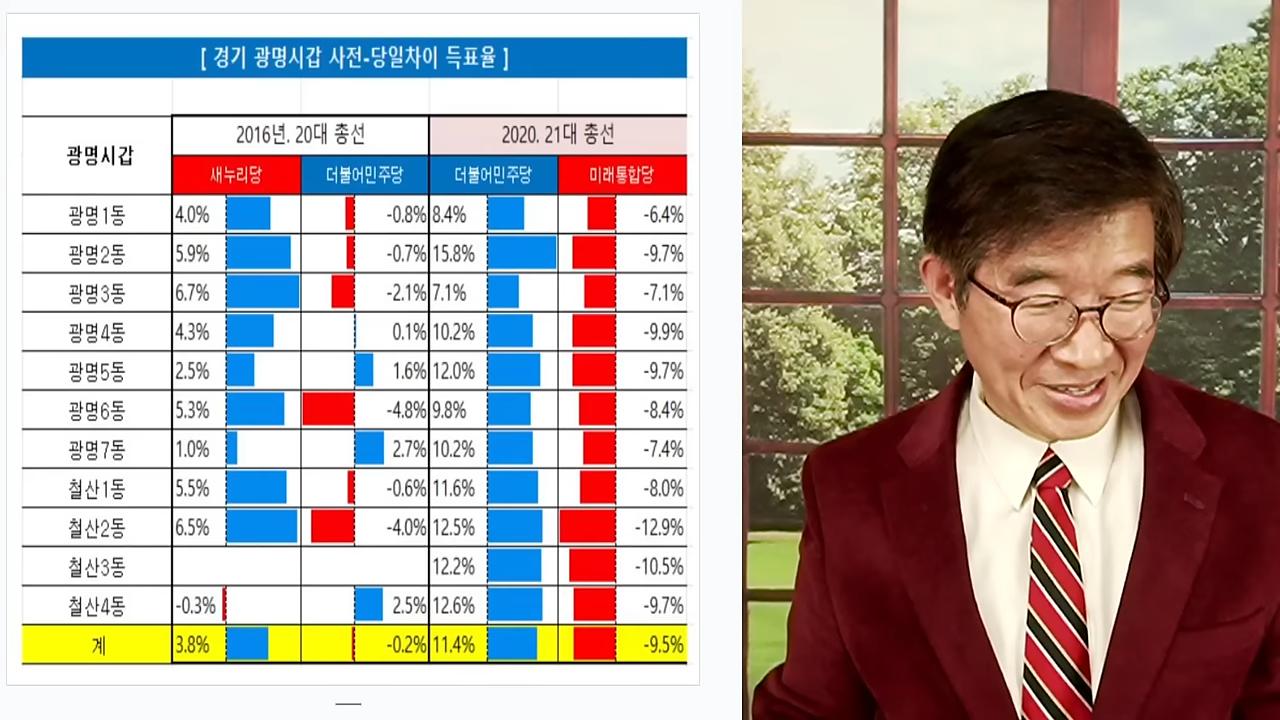 [ 경기 광명시갑 사전-당일차이 득표율 ]
광명시갑 2016년. 20대 총선 2020. 21대 총선
새누리당 더불어민주당 더불어민주당 미래통합당
광명1동 4.0% -0.8% 8.4% -6.4%
광명2동 5.9% -0.7% 15.8% -9.7%
광명3동 6.7% -2.1% 7.1% -7.1%
광명4동 4.3% 0.1% 10.2% -9.9%
광명5동 2.5% 1.6% 12.0% -9.7%
광명6동 5.3% -4.8% 9.8% -8.4%
광명7동 1.0% 2.7% 10.2% -7.4%
철산1동 5.5% -0.6% 11.6% -8.0%
철산2동 6.5% -4.0% 12.5% -12.9%
철산3동 12.2% -10.5%
철산4동 -0.3% 2.5% 12.6% -9.7%
계 3.8% -0.2% 11.4% -9.5%